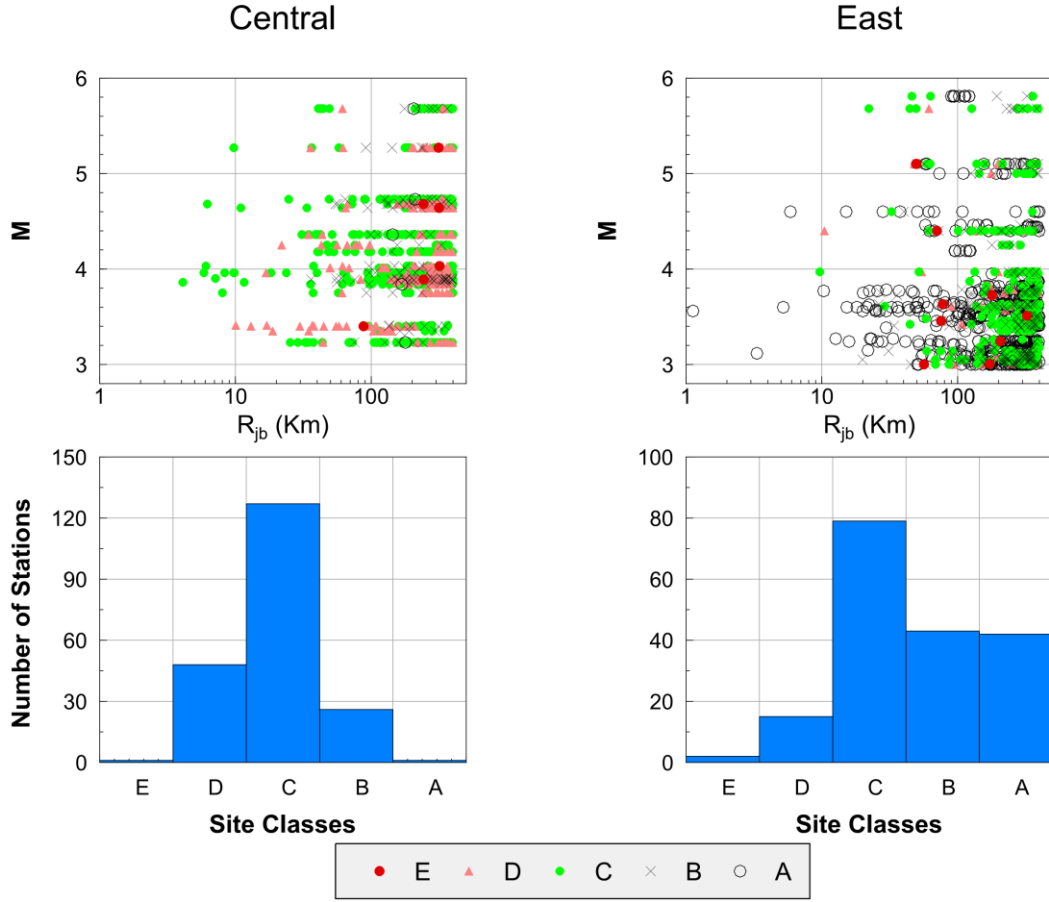 Central
East
6
5
4
3
M
1
10
100
R_jb (Km)
6
5
4
3
M
1
10
100
R_jb (Km)
150
120
90
60
30
0
Number of Stations
E D C B A
Site Classes
100
80
60
40
20
0
E D C B A
Site Classes
E D C B A